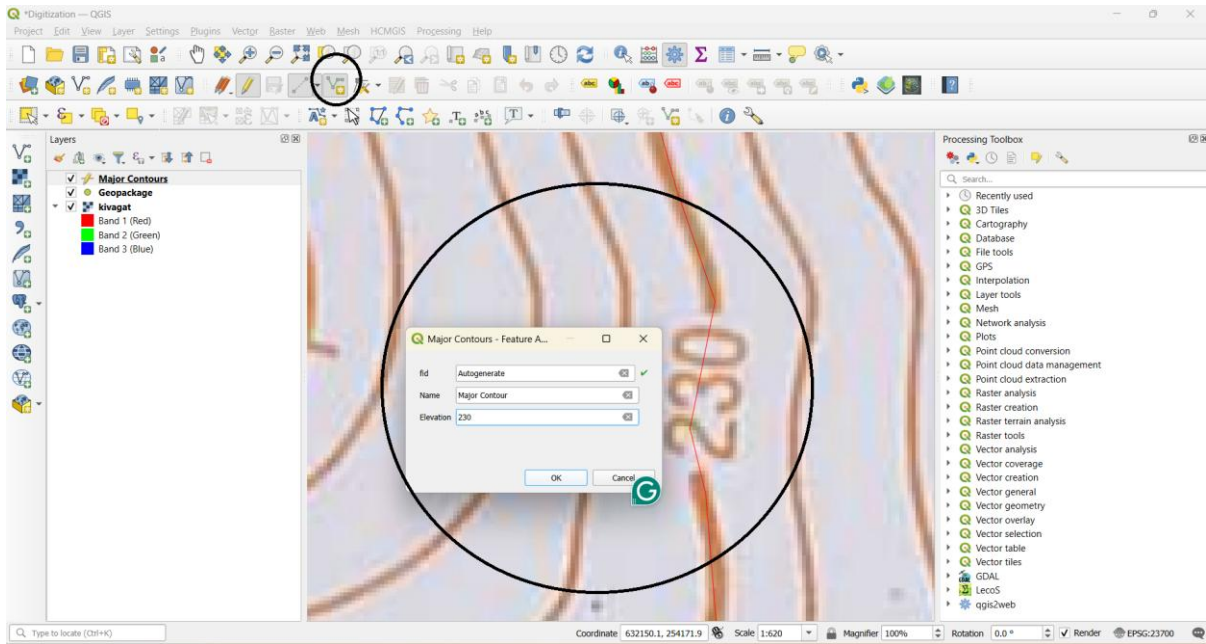 *Digitization — QGIS
Project Edit View Layer Settings Plugins Vector Raster Web Mesh HCMGIS Processing Help
Layers
Major Contours
Geopackage
kivagat
Band 1 (Red)
Band 2 (Green)
Band 3 (Blue)
Major Contours - Feature A...
fid Autogenerate
Name Major Contour
Elevation 230
OK Cancel
230
Processing Toolbox
Search...
Recently used
3D Tiles
Cartography
Database
File tools
GPS
Interpolation
Layer tools
Mesh
Network analysis
Plots
Point cloud conversion
Point cloud data management
Point cloud extraction
Raster analysis
Raster creation
Raster terrain analysis
Raster tools
Vector analysis
Vector coverage
Vector creation
Vector general
Vector geometry
Vector overlay
Vector selection
Vector table
Vector tiles
GDAL
LecoS
qgis2web
Type to locate (Ctrl+K) Coordinate 632150.1, 254171.9 Scale 1:620 Magnifier 100% Rotation 0.0 ° Render EPSG:23700